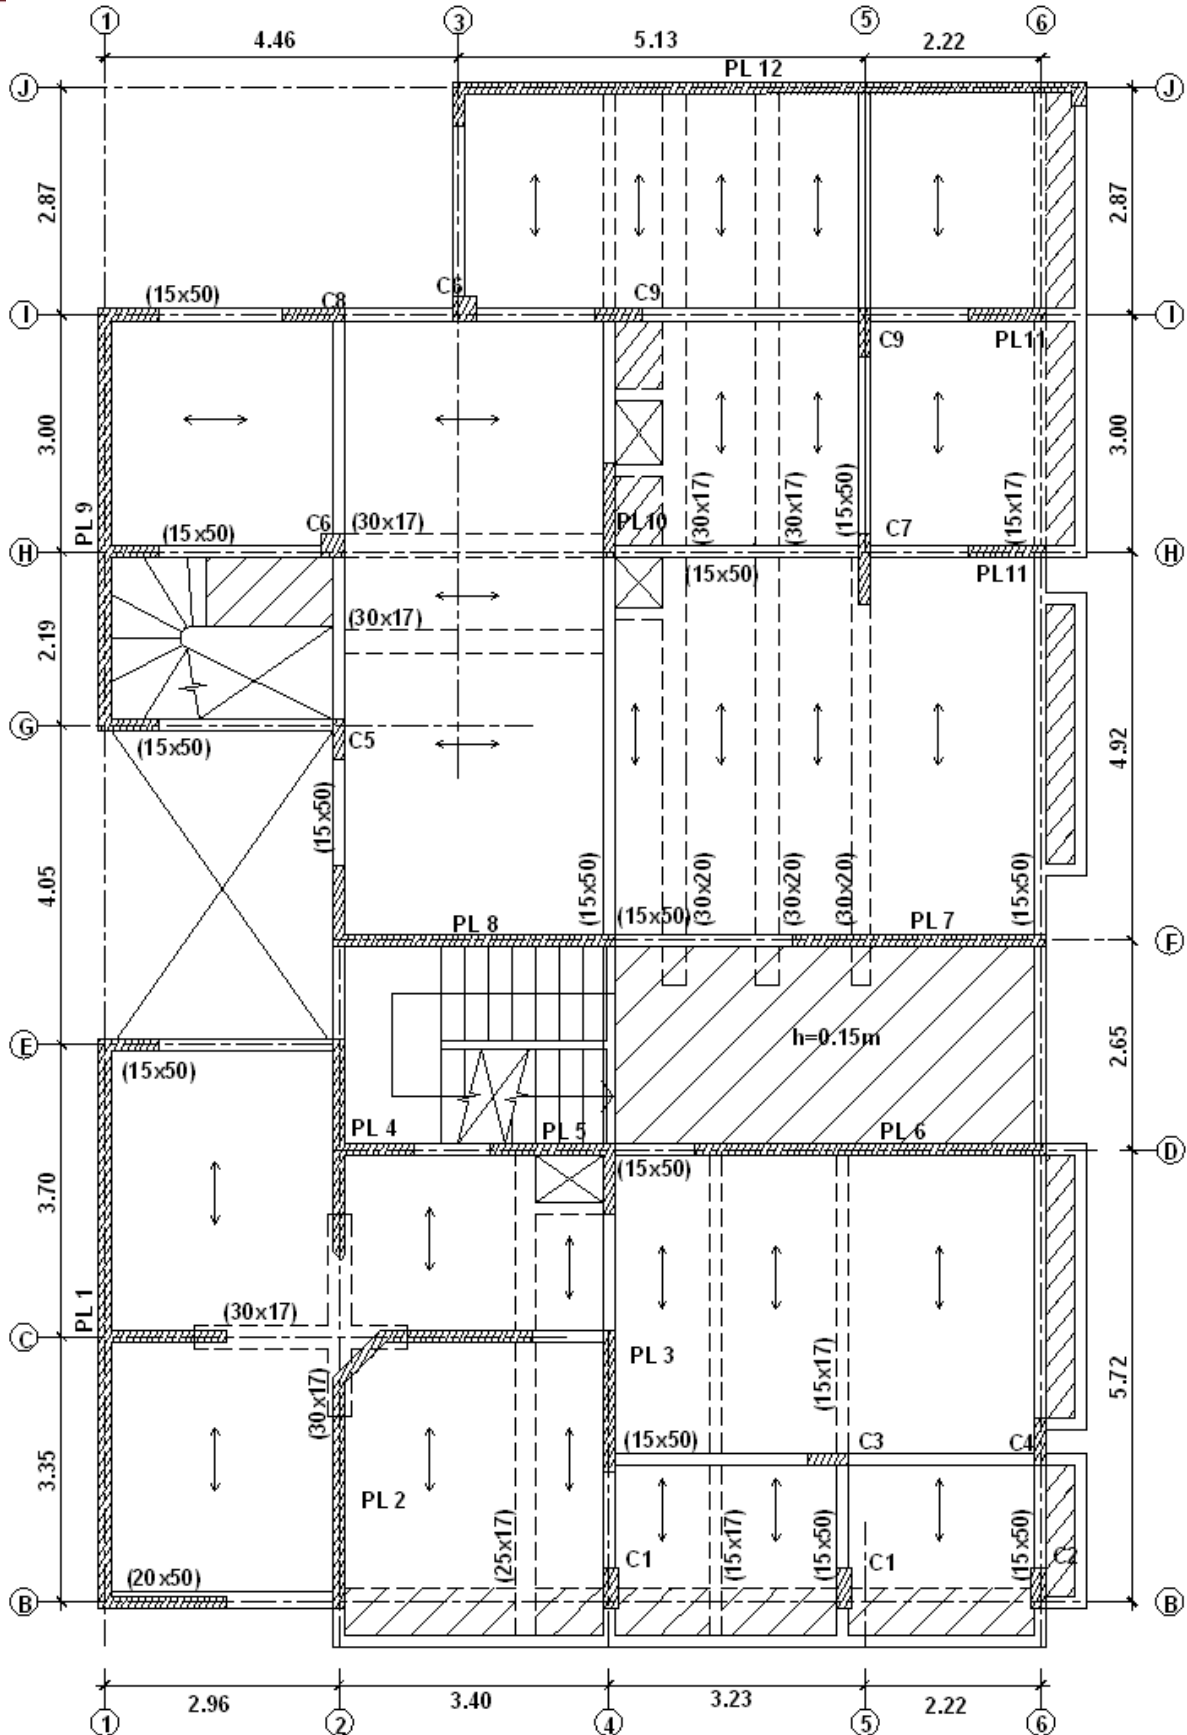 1 3 5 6
4.46 5.13 2.22
PL 12
J J
2.87 2.87
C6
(15x50) C8 C9
I I
C9 PL11
3.00 3.00
PL 9
(15x50) C6 (30x17) PL10 (30x17) (30x17) (15x50) C7 (15x17)
H H
(15x50) PL11
2.19
(30x17)
G
(15x50) C5
4.92
(15x50)
4.05
(15x50) (15x50) (30x20) (30x20) (30x20) (15x50)
PL 8 PL 7
F
h=0.15m
E
(15x50)
2.65
PL 4 PL 5 PL 6
D
(15x50)
3.70
PL 1
(30x17)
C
PL 3
(30x17) (15x17)
5.72
(15x50) C3 C4
3.35
PL 2
(25x17) (15x17) (15x50) (15x50)
C1 C1 C2
(20x50)
B B
2.96 3.40 3.23 2.22
1 2 4 5 6